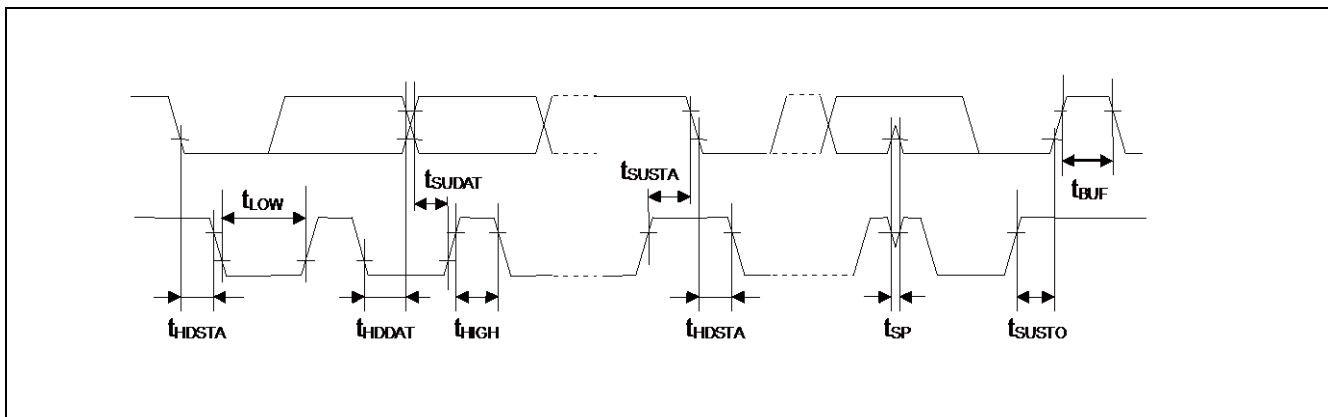 tSUDAT
tSUSTA
tLOW
tBUF
tHDSTA
tHDDAT
tHIGH
tHDSTA
tSP
tSUSTO